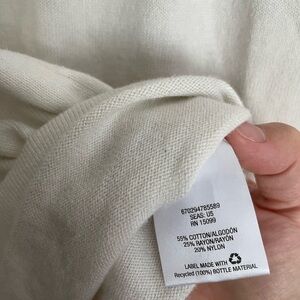 670294785589
SEAS: US
RN 15099
55% COTTON/ALGODÓN
25% RAYON/RAYÓN
20% NYLON
LABEL MADE WITH
Recycled (100%) BOTTLE MATERIAL